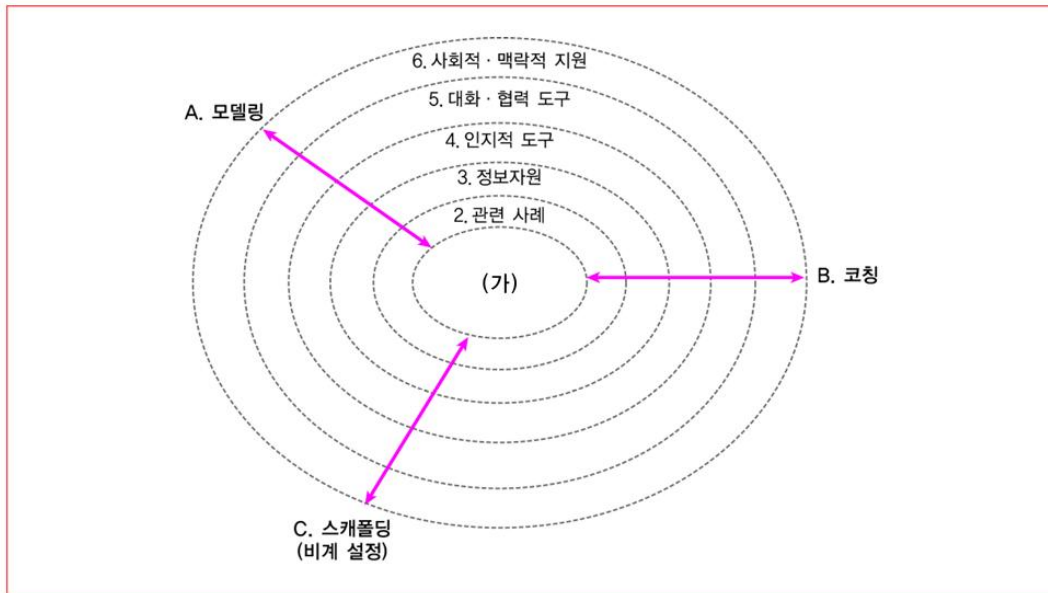 6. 사회적 · 맥락적 지원
5. 대화 · 협력 도구
A. 모델링
4. 인지적 도구
3. 정보자원
2. 관련 사례
(가)
B. 코칭
C. 스캐폴딩
(비계 설정)